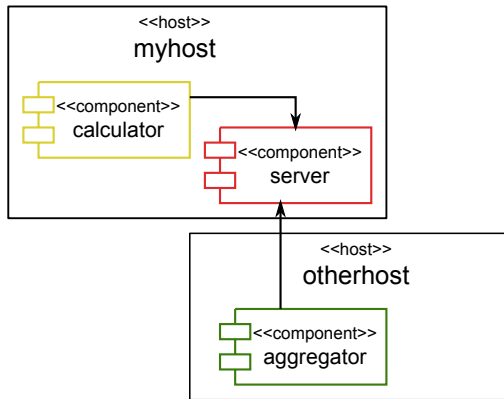 <<host>>
myhost
<<component>>
calculator
<<component>>
server
<<host>>
otherhost
<<component>>
aggregator